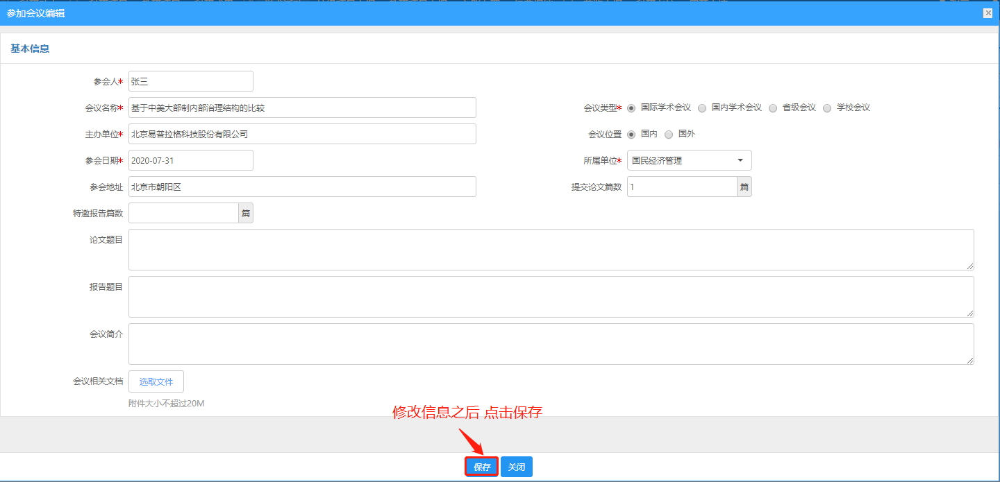 参加会议编辑
基本信息
参会人* 张三
会议名称* 基于中美大部制内部治理结构的比较 会议类型* 国际学术会议 国内学术会议 省级会议 学校会议
主办单位* 北京易普拉格科技股份有限公司 会议位置 国内 国外
参会日期* 2020-07-31 所属单位* 国民经济管理
参会地址 北京市朝阳区 提交论文篇数 1 篇
特邀报告篇数 篇
论文题目
报告题目
会议简介
会议相关文档 选取文件
附件大小不超过20M
修改信息之后 点击保存
保存 关闭